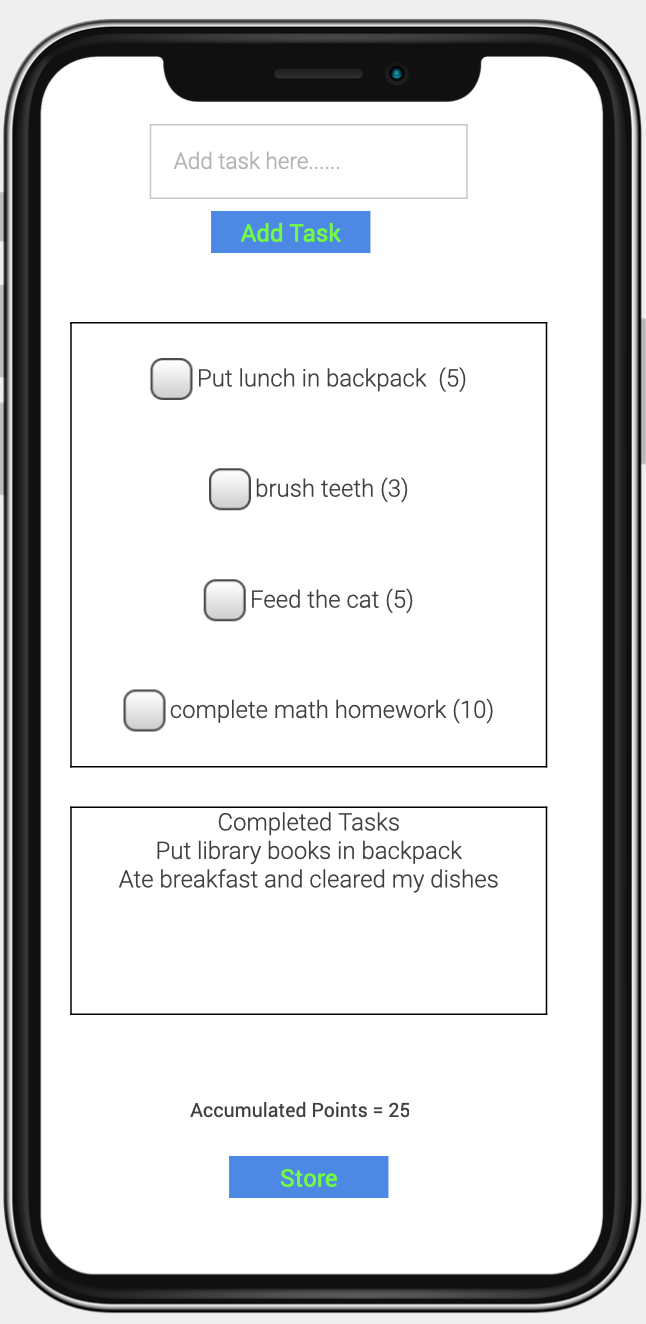 Add task here......
Add Task
Put lunch in backpack  (5)
brush teeth (3)
Feed the cat (5)
complete math homework (10)
Completed Tasks
Put library books in backpack
Ate breakfast and cleared my dishes
Accumulated Points = 25
Store